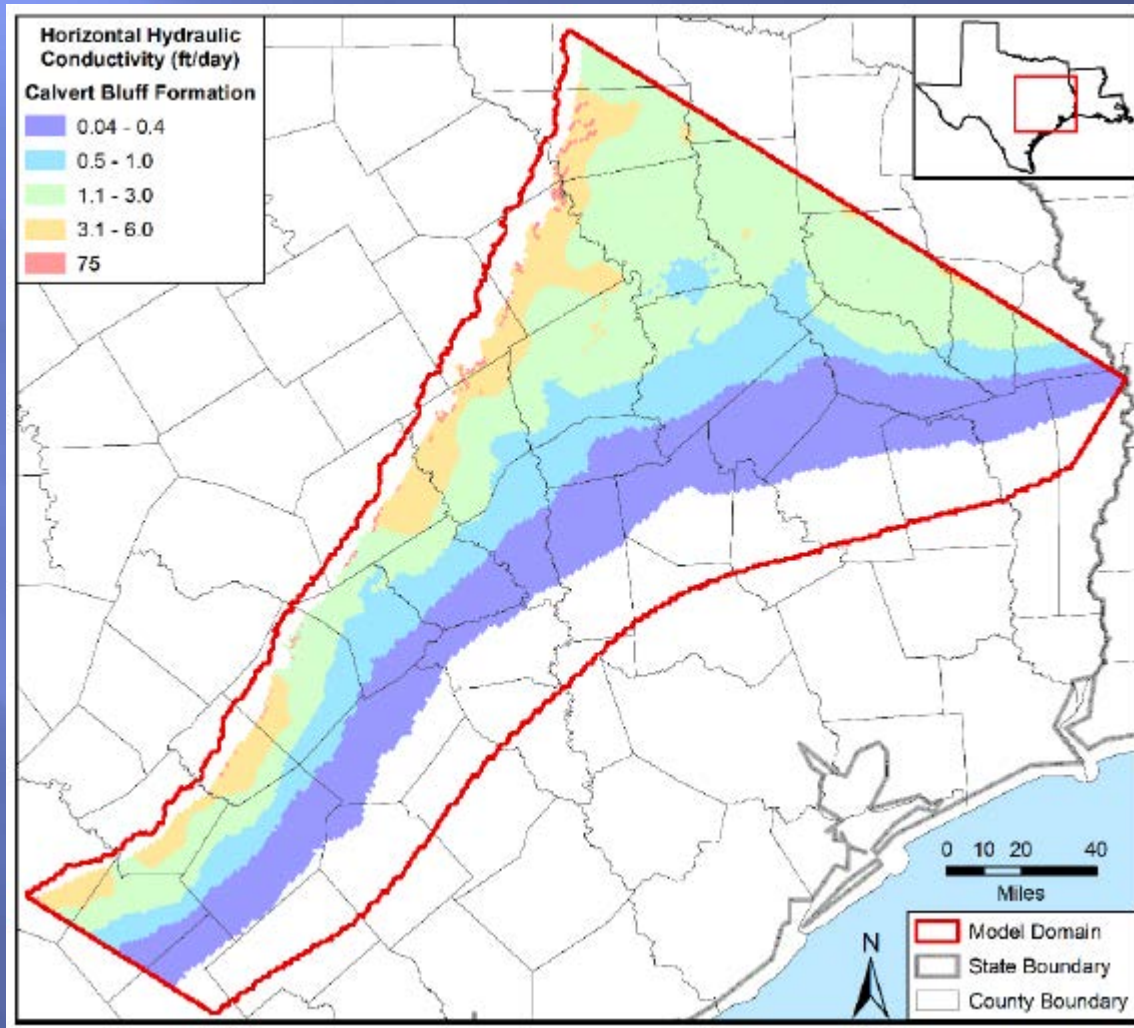 Horizontal Hydraulic
Conductivity (ft/day)
Calvert Bluff Formation
0.04 - 0.4
0.5 - 1.0
1.1 - 3.0
3.1 - 6.0
75
0 10 20 40
Miles
N
Model Domain
State Boundary
County Boundary